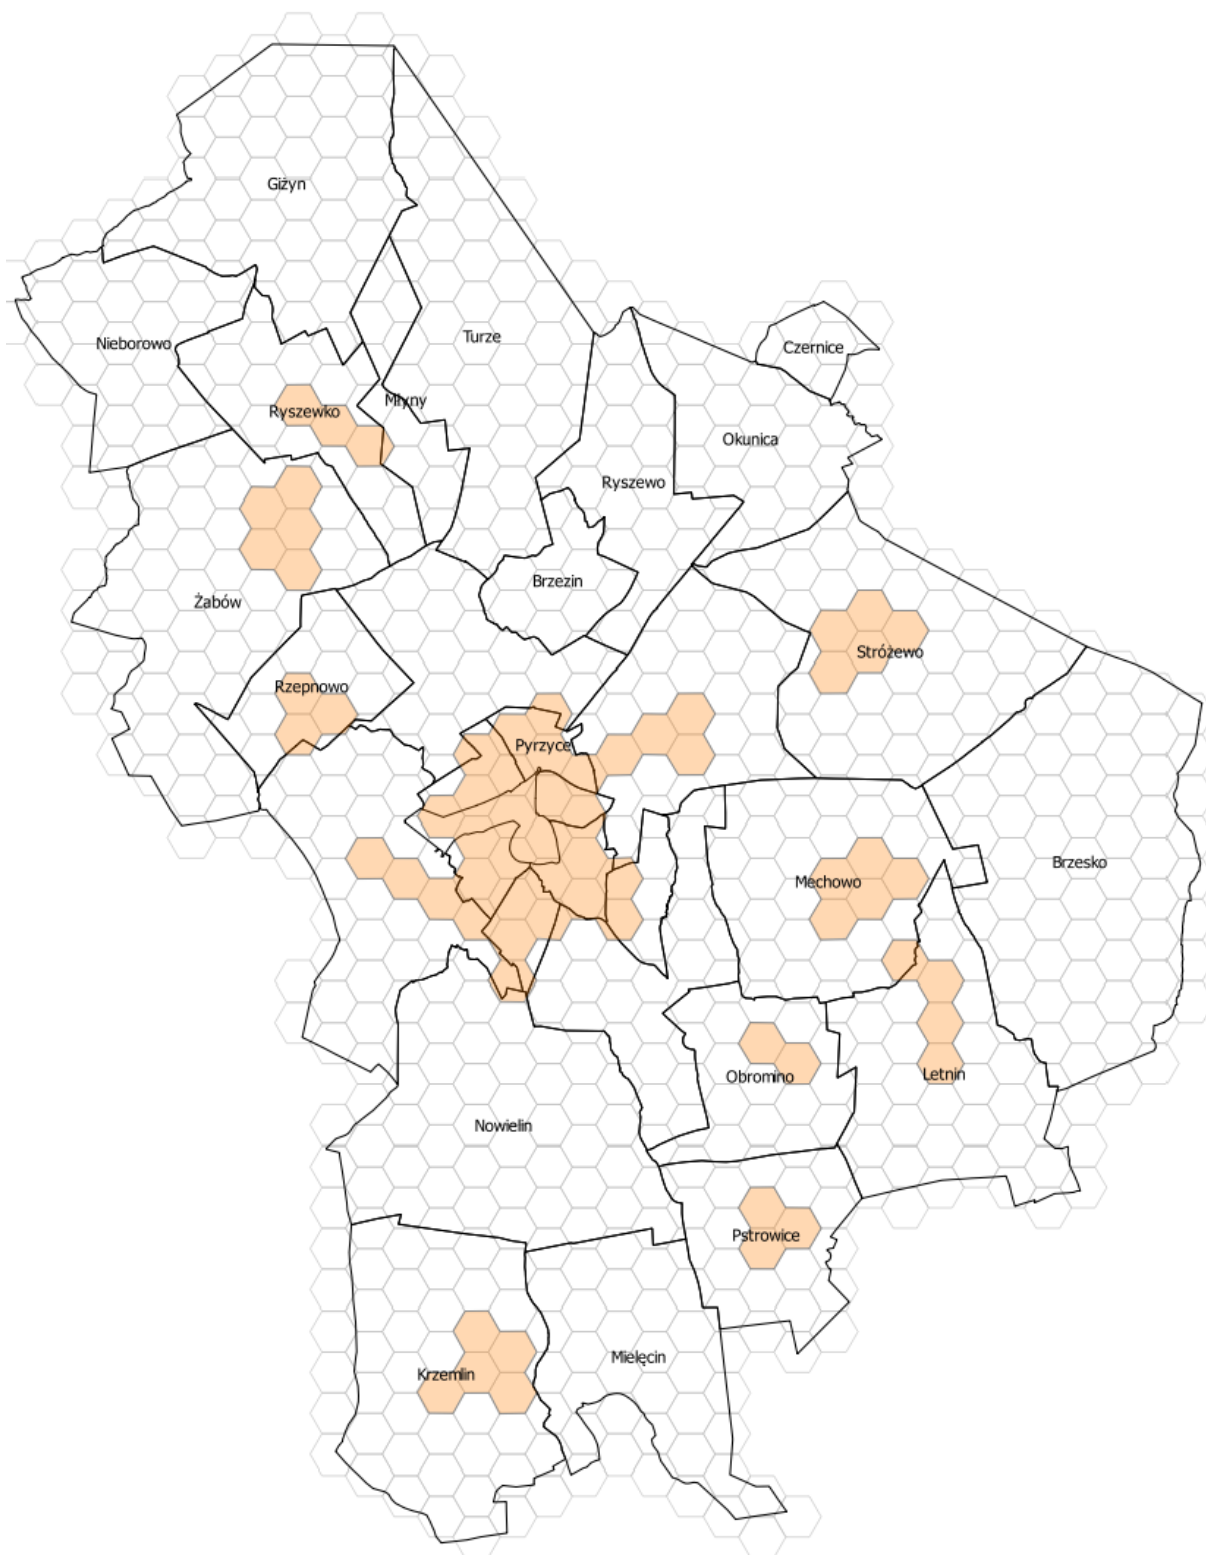 Giżyn
Turze
Nieborowo
Czernice
Młyny
Ryszewko
Okunica
Ryszewo
Brzezin
Żabów
Stróżewo
Rzepnowo
Pyrzyce
Brzesko
Mechowo
Obromino
Letnin
Nowielin
Pstrowice
Mielęcin
Krzemlin